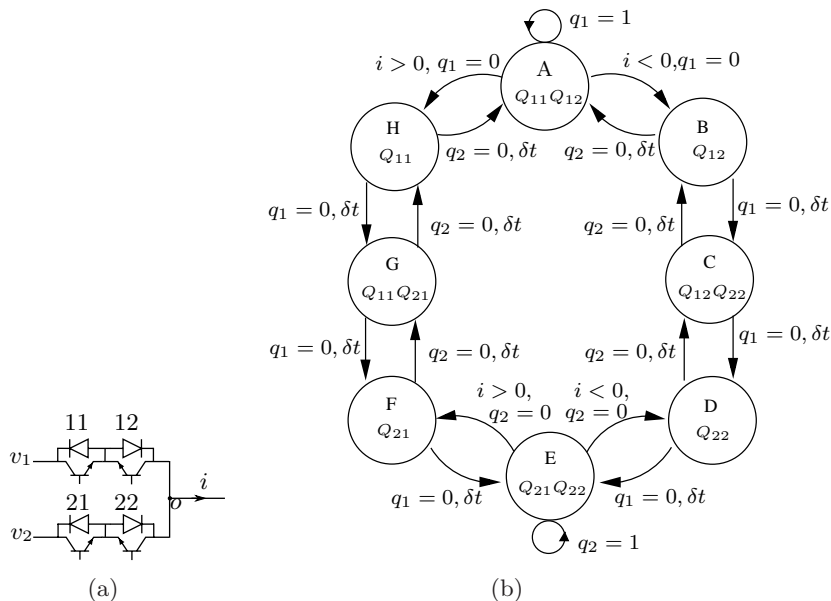 q₁ = 1
i > 0, q₁ = 0
i < 0,q₁ = 0
A
Q₁₁Q₁₂
H
Q₁₁
B
Q₁₂
q₂ = 0, δt
q₂ = 0, δt
q₁ = 0, δt
q₂ = 0, δt
q₂ = 0, δt
q₁ = 0, δt
G
Q₁₁Q₂₁
C
Q₁₂Q₂₂
q₁ = 0, δt
q₂ = 0, δt
q₂ = 0, δt
q₁ = 0, δt
i > 0,
q₂ = 0
i < 0,
q₂ = 0
F
Q₂₁
D
Q₂₂
E
Q₂₁Q₂₂
q₁ = 0, δt
q₁ = 0, δt
q₂ = 1
11 12
v₁
21 22
o
i
v₂
(a)
(b)